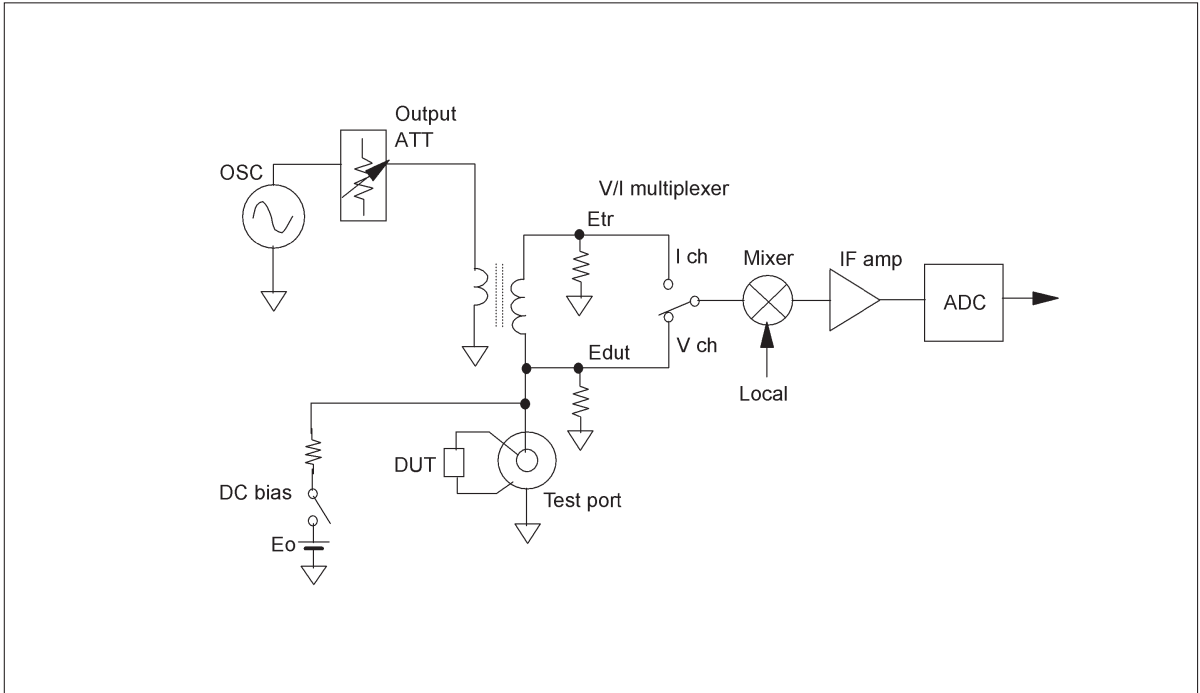 Output
ATT
OSC
V/I multiplexer
Etr
I ch
Mixer
IF amp
ADC
V ch
Edut
Local
DUT
DC bias
Test port
Eo